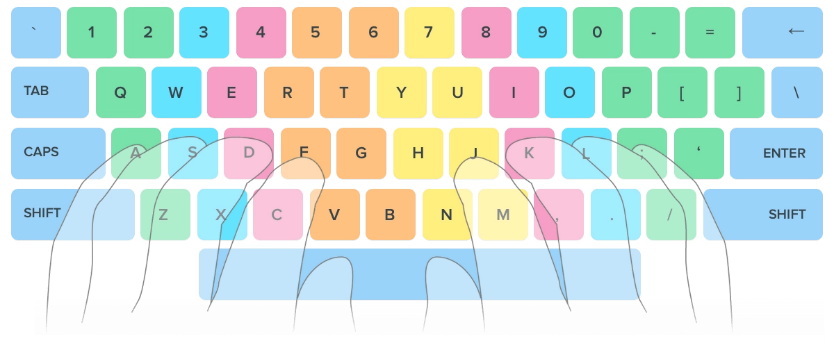 ` 1 2 3 4 5 6 7 8 9 0 - = ←
TAB Q W E R T Y U I O P [ ] \
CAPS A S D F G H J K L ; ‘ ENTER
SHIFT Z X C V B N M , . / SHIFT